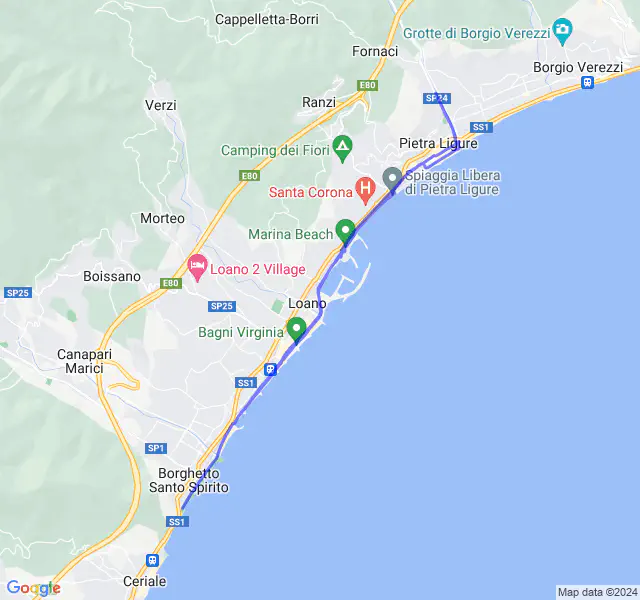 Cappelletta-Borri
Grotte di Borgio Verezzi
Fornaci
Borgio Verezzi
E80
Ranzi
SP24
Verzi
SS1
Camping dei Fiori
Pietra Ligure
E80
Santa Corona
H
Spiaggia Libera
di Pietra Ligure
Morteo
Marina Beach
Boissano
Loano 2 Village
E80
SP25
SP25
Loano
Bagni Virginia
Canapari
Marici
SS1
SP1
Borghetto
Santo Spirito
SS1
Ceriale
Google
Map data ©2024